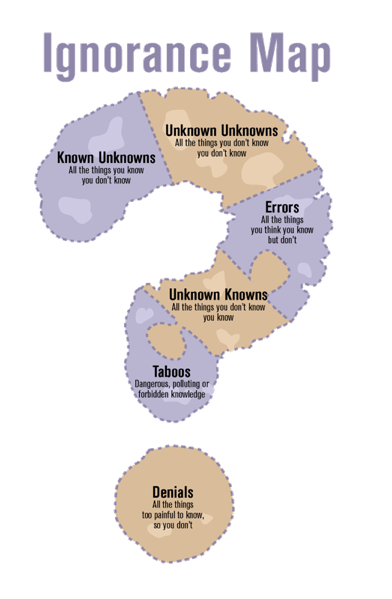 Ignorance Map
Unknown Unknowns
All the things you don't know
you don't know
Known Unknowns
All the things you know
you don't know
Errors
All the things
you think you know
but don't
Unknown Knowns
All the things you don't know
you know
Taboos
Dangerous, polluting or
forbidden knowledge
Denials
All the things
too painful to know,
so you don't